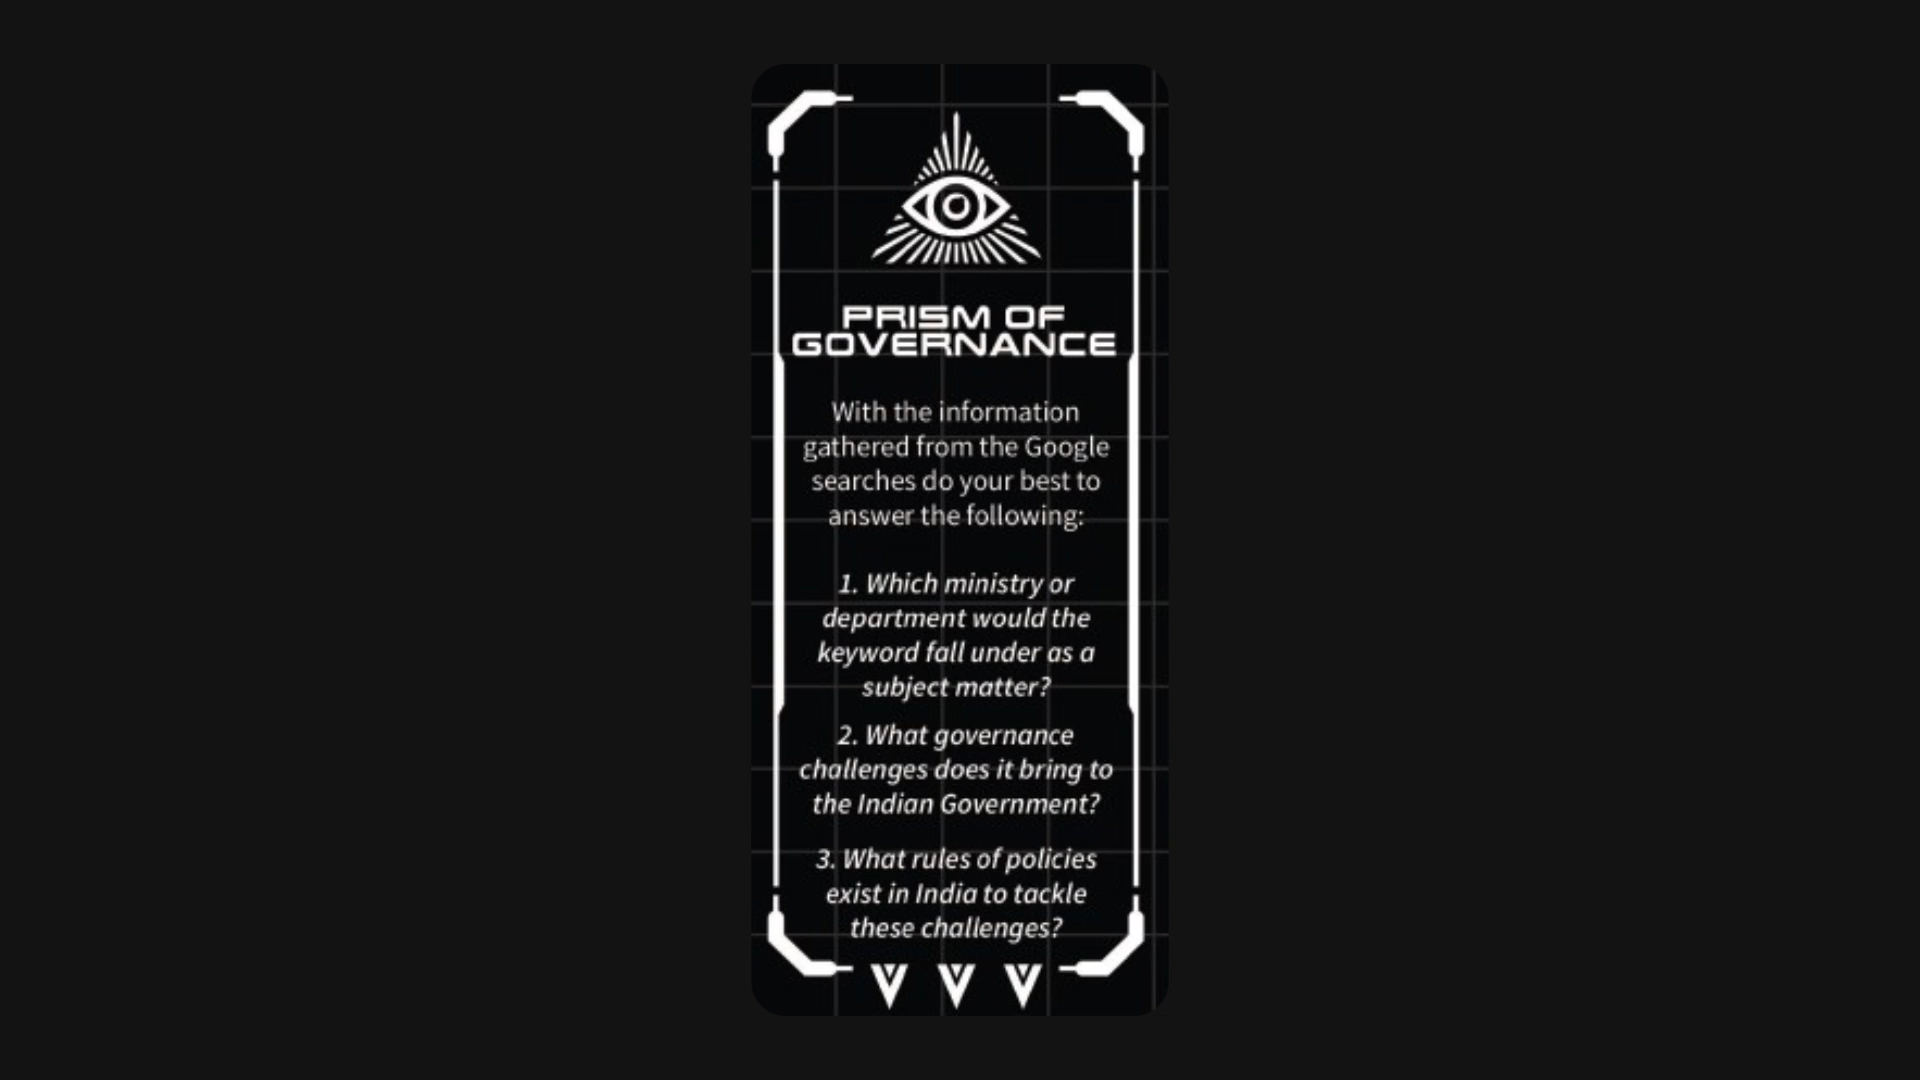 PRISM OF
GOVERNANCE
With the information
gathered from the Google
searches do your best to
answer the following:
1. Which ministry or
department would the
keyword fall under as a
subject matter?
2. What governance
challenges does it bring to
the Indian Government?
3. What rules of policies
exist in India to tackle
these challenges?